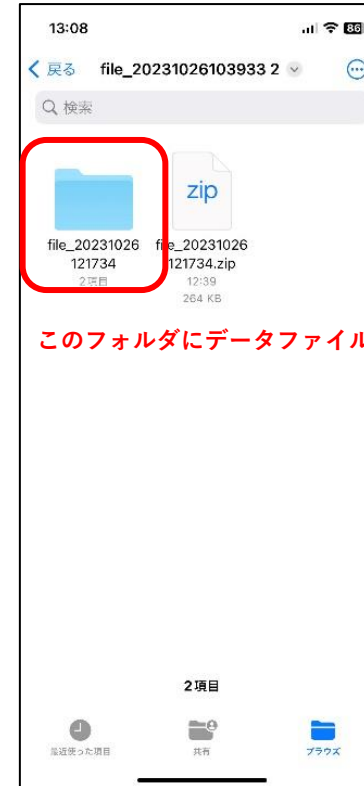 13:08
86
戻る
file_20231026103933 2
検索
zip
file_20231026
121734
2項目
file_20231026
121734.zip
12:39
264 KB
このフォルダにデータファイル
2項目
最近使った項目
共有
ブラウズ